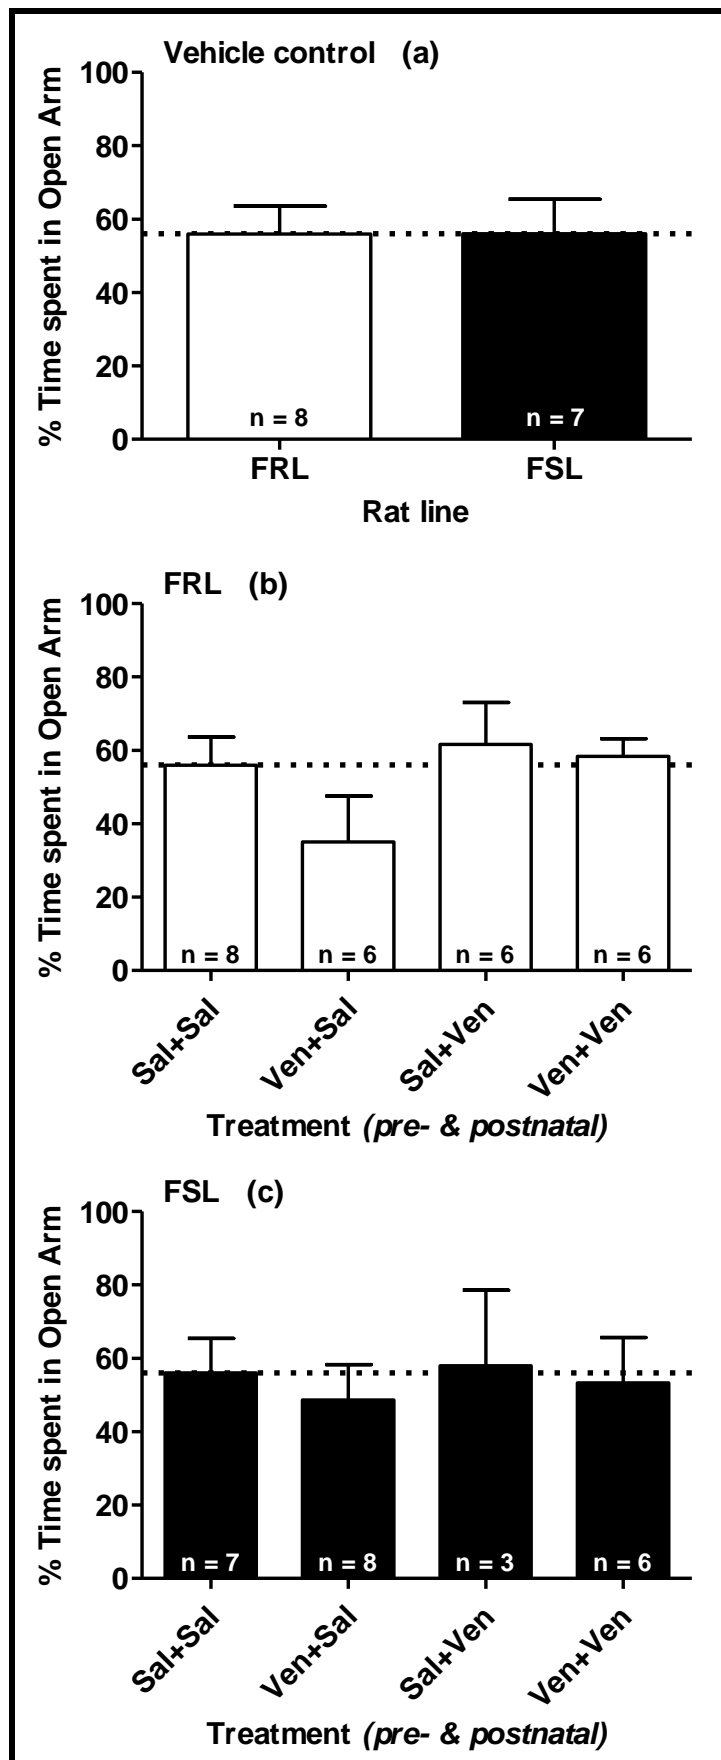 Vehicle control (a)
% Time spent in Open Arm
100
80
60
40
20
0
n = 8
n = 7
FRL
FSL
Rat line
FRL (b)
% Time spent in Open Arm
100
80
60
40
20
0
n = 8
n = 6
n = 6
n = 6
Sal+Sal
Ven+Sal
Sal+Ven
Ven+Ven
Treatment (pre- & postnatal)
FSL (c)
% Time spent in Open Arm
100
80
60
40
20
0
n = 7
n = 8
n = 3
n = 6
Sal+Sal
Ven+Sal
Sal+Ven
Ven+Ven
Treatment (pre- & postnatal)